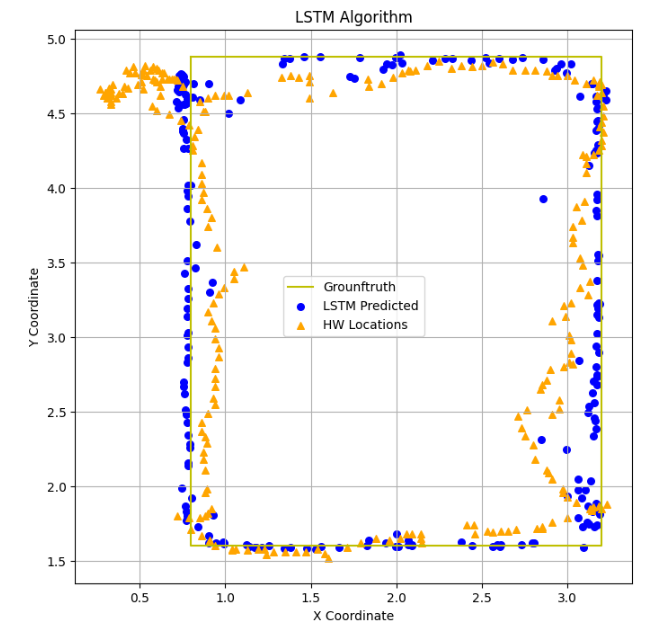 LSTM Algorithm
5.0
4.5
4.0
3.5
3.0
2.5
2.0
1.5
Y Coordinate
Grounftruth
LSTM Predicted
HW Locations
0.5 1.0 1.5 2.0 2.5 3.0
X Coordinate